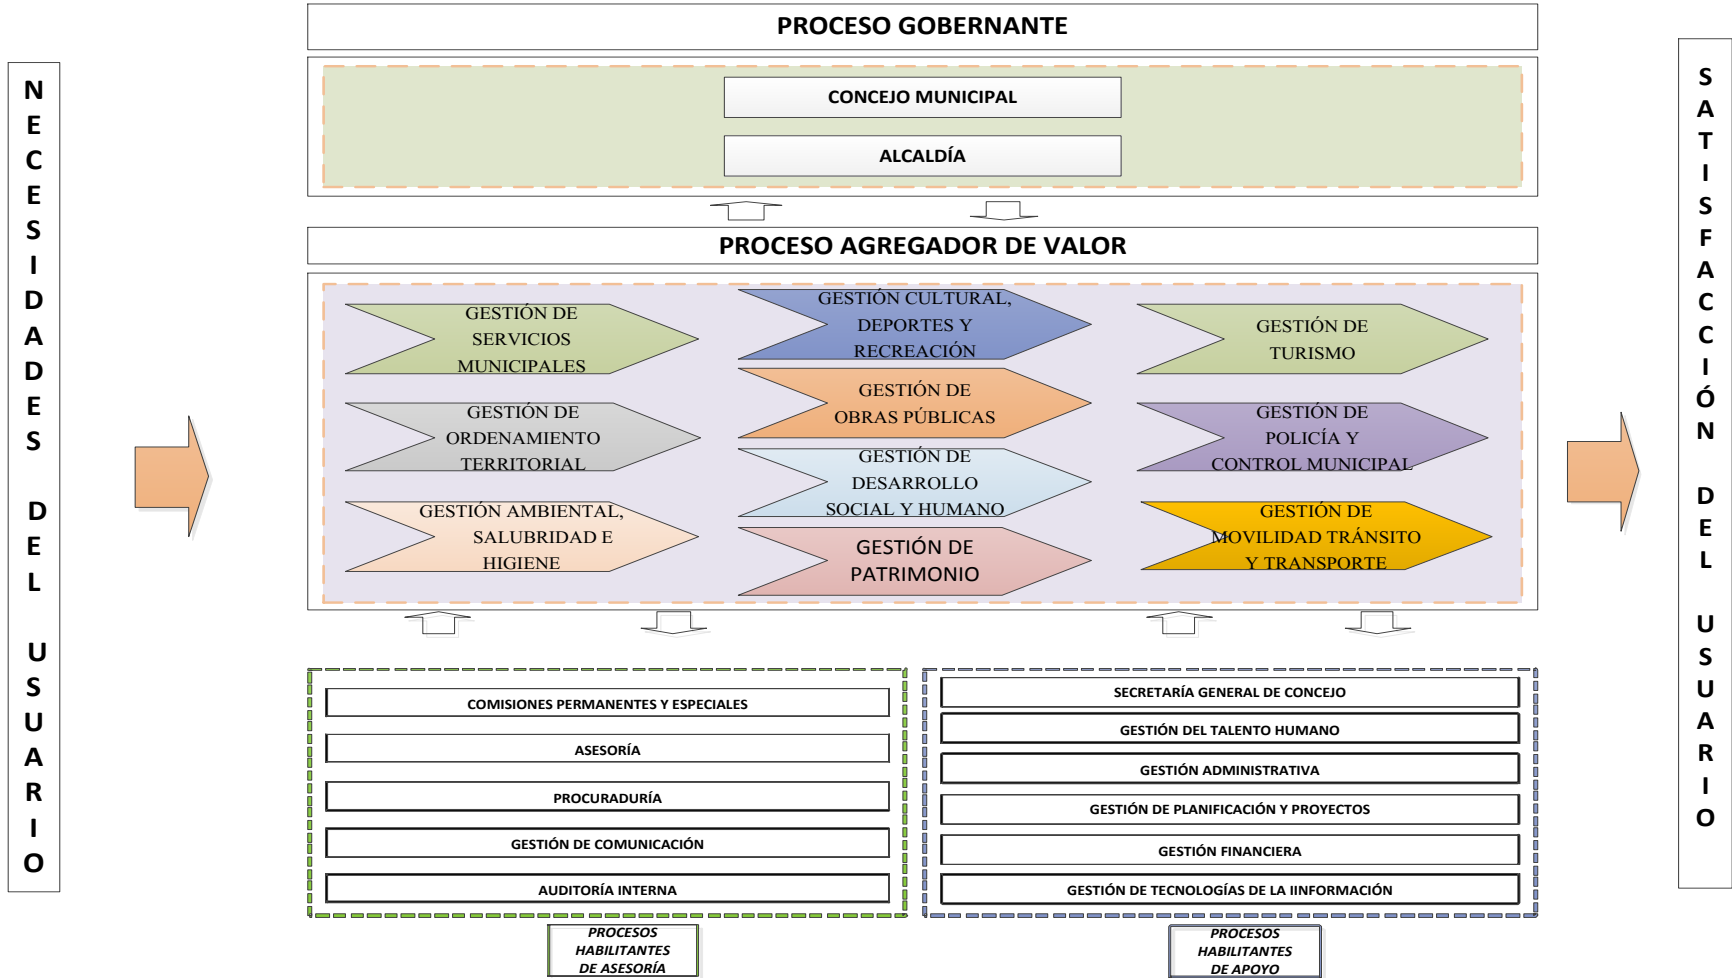 PROCESO GOBERNANTE
CONCEJO MUNICIPAL
ALCALDÍA
NECESIDADES DEL USUARIO
PROCESO AGREGADOR DE VALOR
GESTIÓN DE
SERVICIOS
MUNICIPALES
GESTIÓN DE
ORDENAMIENTO
TERRITORIAL
GESTIÓN AMBIENTAL,
SALUBRIDAD E
HIGIENE
GESTIÓN CULTURAL,
DEPORTES Y
RECREACIÓN
GESTIÓN DE
OBRAS PÚBLICAS
GESTIÓN DE
DESARROLLO
SOCIAL Y HUMANO
GESTIÓN DE
PATRIMONIO
GESTIÓN DE
TURISMO
GESTIÓN DE
POLICÍA Y
CONTROL MUNICIPAL
GESTIÓN DE
MOVILIDAD TRÁNSITO
Y TRANSPORTE
SATISFACCIÓN DEL USUARIO
COMISIONES PERMANENTES Y ESPECIALES
ASESORÍA
PROCURADURÍA
GESTIÓN DE COMUNICACIÓN
AUDITORÍA INTERNA
PROCESOS
HABILITANTES
DE ASESORÍA
SECRETARÍA GENERAL DE CONCEJO
GESTIÓN DEL TALENTO HUMANO
GESTIÓN ADMINISTRATIVA
GESTIÓN DE PLANIFICACIÓN Y PROYECTOS
GESTIÓN FINANCIERA
GESTIÓN DE TECNOLOGÍAS DE LA IINFORMACIÓN
PROCESOS
HABILITANTES
DE APOYO